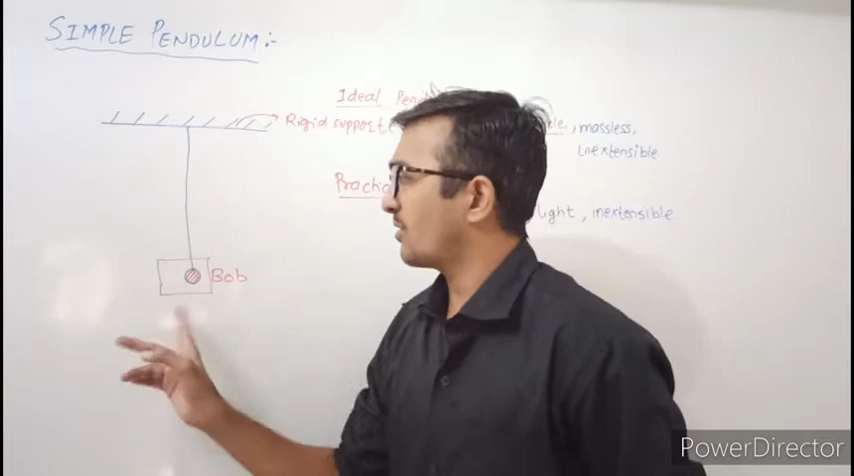 SIMPLE PENDULUM :-
Ideal
Rigid support
, massless,
inextensible
light , inextensible
Bob
PowerDirector